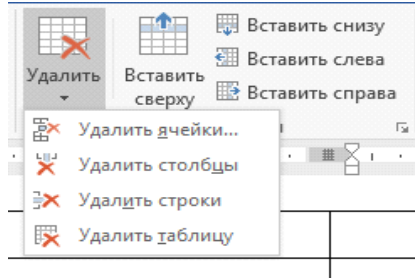 Удалить
Вставить сверху
Вставить снизу
Вставить слева
Вставить справа
Удалить ячейки...
Удалить столбцы
Удалить строки
Удалить таблицу